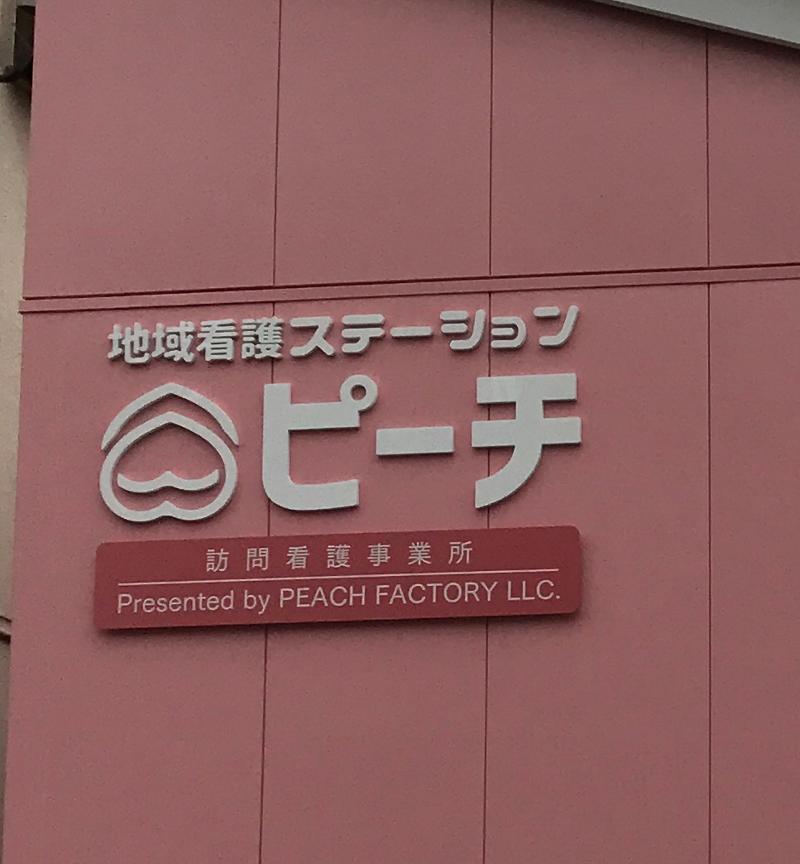 地域看護ステーション
ピーチ
訪問看護事業所
Presented by PEACH FACTORY LLC.